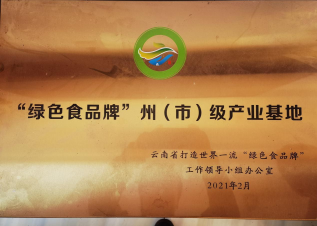 “绿色食品牌”州（市）级产业基地
云南省打造世界一流“绿色食品牌”
工作领导小组办公室
2021年2月